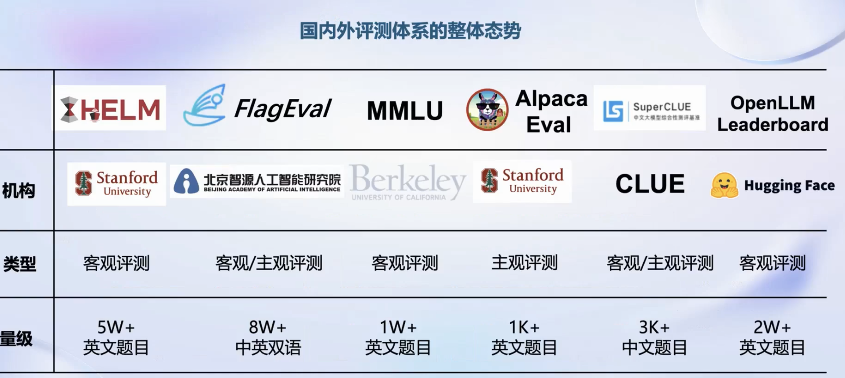 国内外评测体系的整体态势
HELM FlagEval MMLU Alpaca Eval SuperCLUE 中文大模型综合性测评基准 OpenLLM Leaderboard
机构 Stanford University 北京智源人工智能研究院 BEIJING ACADEMY OF ARTIFICIAL INTELLIGENCE Berkeley UNIVERSITY OF CALIFORNIA Stanford University CLUE Hugging Face
类型 客观评测 客观/主观评测 客观评测 主观评测 客观/主观评测 客观评测
量级 5W+ 8W+ 1W+ 1K+ 3K+ 2W+
英文题目 中英双语 英文题目 英文题目 中文题目 英文题目